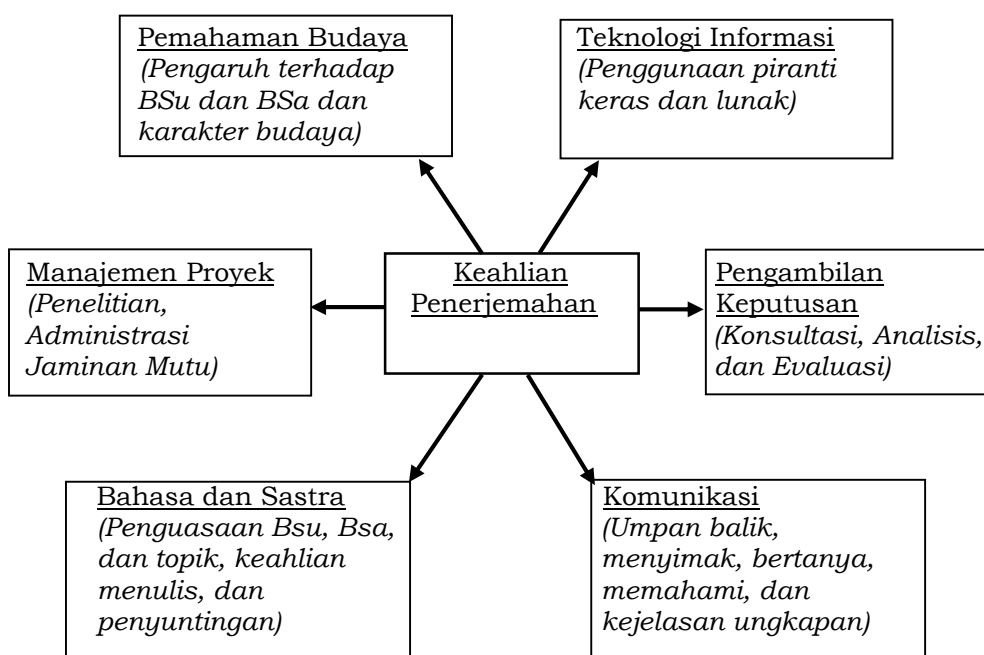 Pemahaman Budaya
(Pengaruh terhadap
BSu dan BSa dan
karakter budaya)
Teknologi Informasi
(Penggunaan piranti
keras dan lunak)
Manajemen Proyek
(Penelitian,
Administrasi
Jaminan Mutu)
Keahlian
Penerjemahan
Pengambilan
Keputusan
(Konsultasi, Analisis,
dan Evaluasi)
Bahasa dan Sastra
(Penguasaan Bsu, Bsa,
dan topik, keahlian
menulis, dan
penyuntingan)
Komunikasi
(Umpan balik,
menyimak, bertanya,
memahami, dan
kejelasan ungkapan)